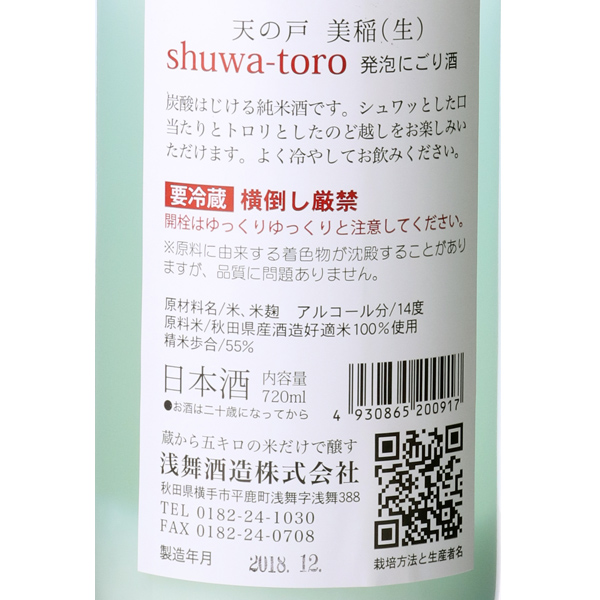 天の戸 美稲（生）
shuwa-toro 発泡にごり酒
炭酸はじける純米酒です。シュワッとした口
当たりとトロリとしたのど越しをお楽しみい
ただけます。よく冷やしてお飲みください。
要冷蔵 横倒し厳禁
開栓はゆっくりゆっくりと注意してください。
※原料に由来する着色物が沈殿することがあり
ますが、品質に問題ありません。
原材料名/米、米麹 アルコール分/14度
原料米/秋田県産酒造好適米100%使用
精米歩合/55%
日本酒 内容量 720ml
●お酒は二十歳になってから
4 930865 200917
蔵から五キロの米だけで醸す
浅舞酒造株式会社
秋田県横手市平鹿町浅舞字浅舞388
TEL 0182-24-1030
FAX 0182-24-0708
製造年月 2018.12.
栽培方法と生産者名